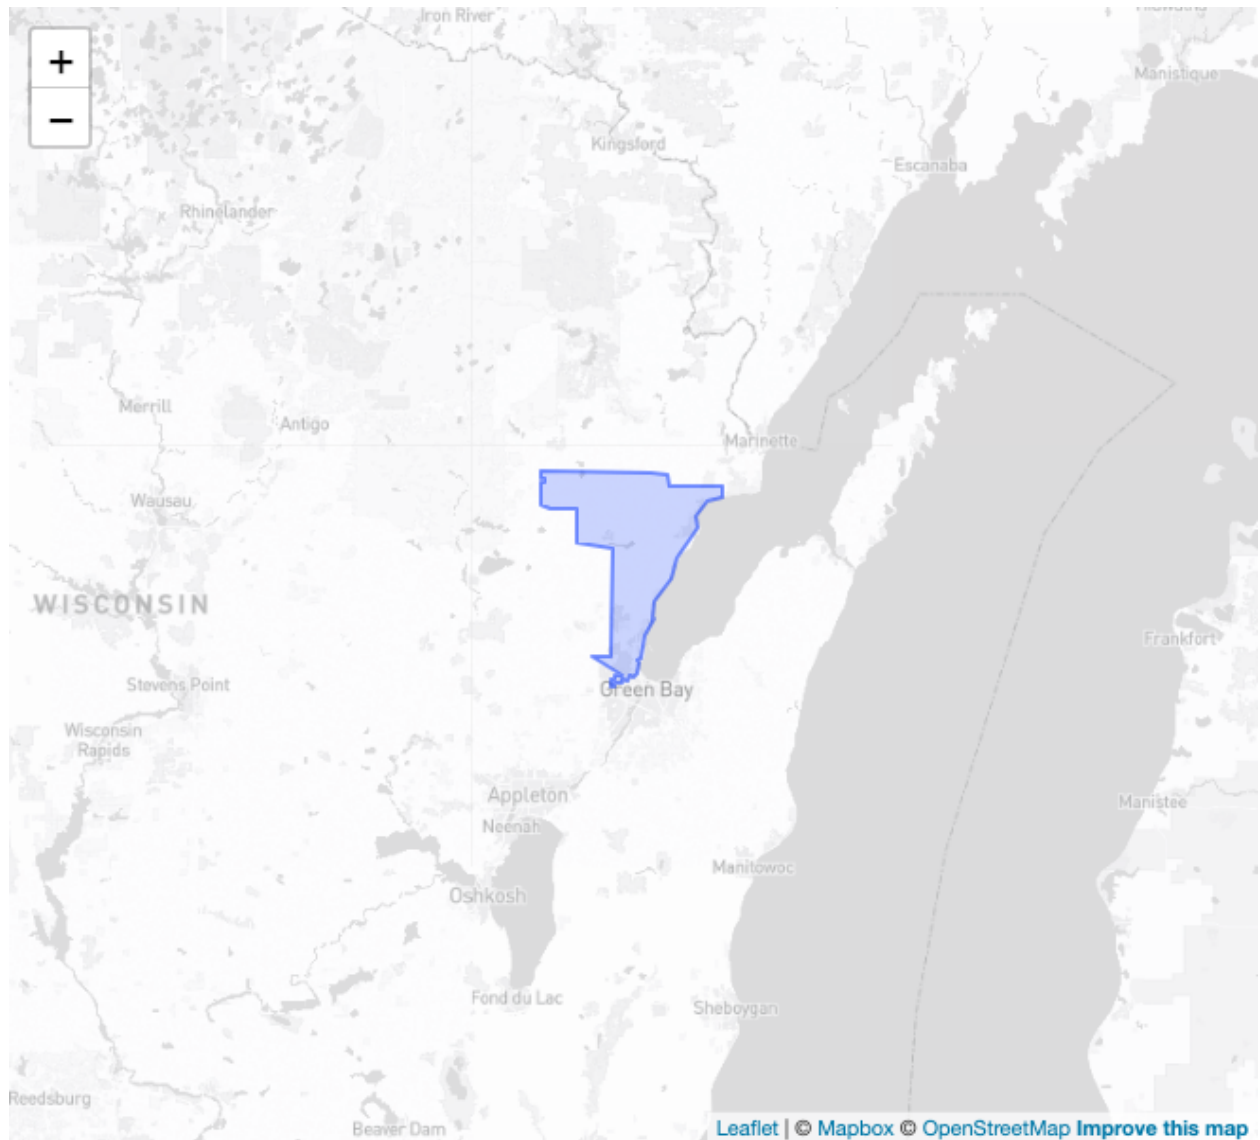 +
−
Iron River
Manistique
Kingsford
Escanaba
Rhinelander
Merrill
Antigo
Marinette
Wausau
WISCONSIN
Frankfort
Stevens Point
Green Bay
Wisconsin
Rapids
Appleton
Manistee
Neenah
Manitowoc
Oshkosh
Fond du Lac
Sheboygan
Reedsburg
Beaver Dam
Leaflet | © Mapbox © OpenStreetMap Improve this map